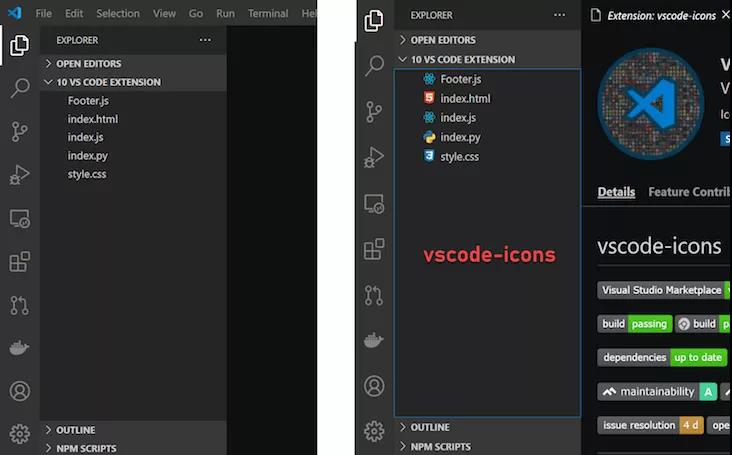 File Edit Selection View Go Run Terminal
EXPLORER
OPEN EDITORS
10 VS CODE EXTENSION
Footer.js
index.html
index.js
index.py
style.css
OUTLINE
NPM SCRIPTS
EXPLORER
OPEN EDITORS
10 VS CODE EXTENSION
Footer.js
index.html
index.js
index.py
style.css
vscode-icons
OUTLINE
NPM SCRIPTS
Extension: vscode-icons
Details Feature Contrib
vscode-icons
Visual Studio Marketplace
build passing build
dependencies up to date
maintainability A
issue resolution 4 d ope